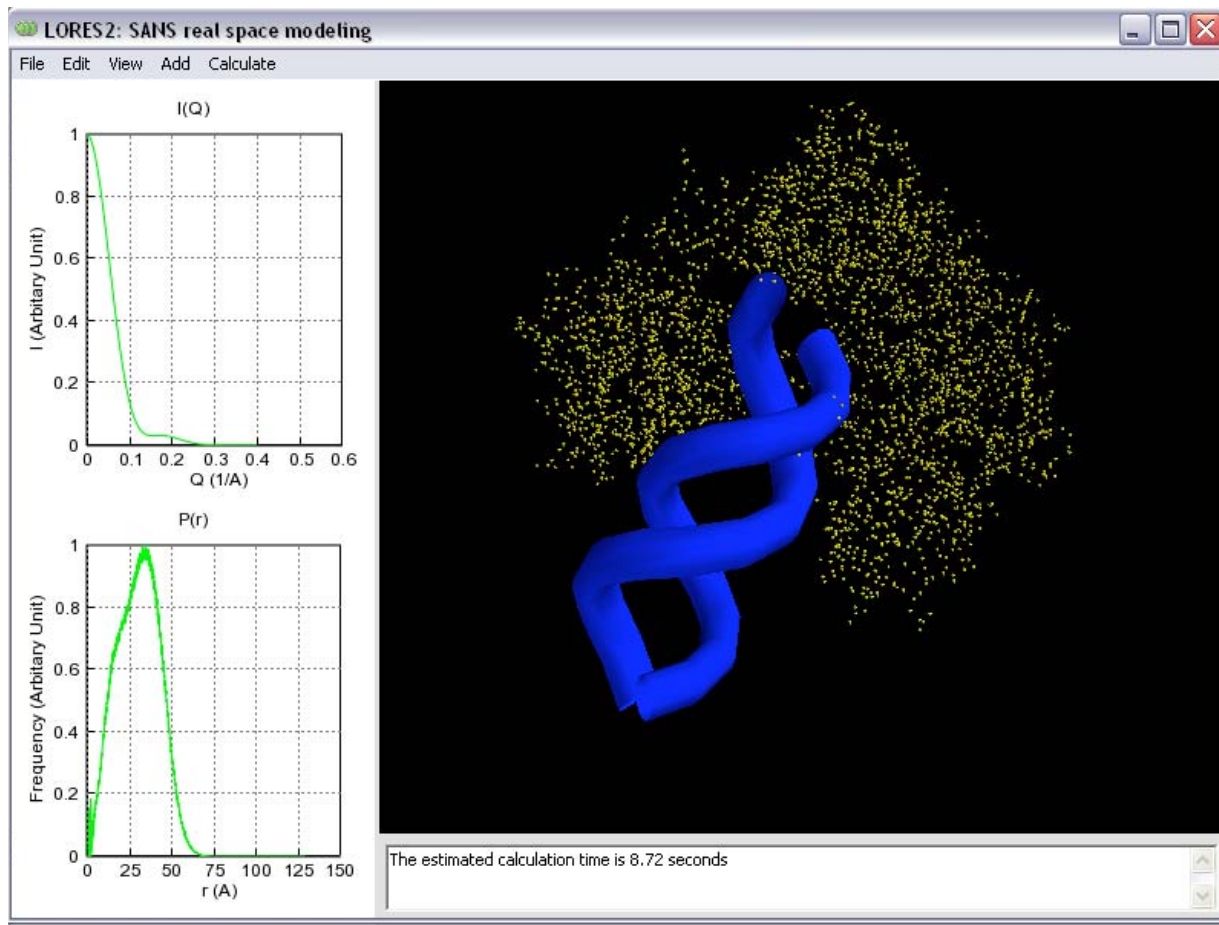 LORES2: SANS real space modeling
File Edit View Add Calculate
I(Q)
I (Arbitary Unit)
1
0.8
0.6
0.4
0.2
0
0 0.1 0.2 0.3 0.4 0.5 0.6
Q (1/A)
P(r)
Frequency (Arbitary Unit)
1
0.8
0.6
0.4
0.2
0
0 25 50 75 100 125 150
r (A)
The estimated calculation time is 8.72 seconds